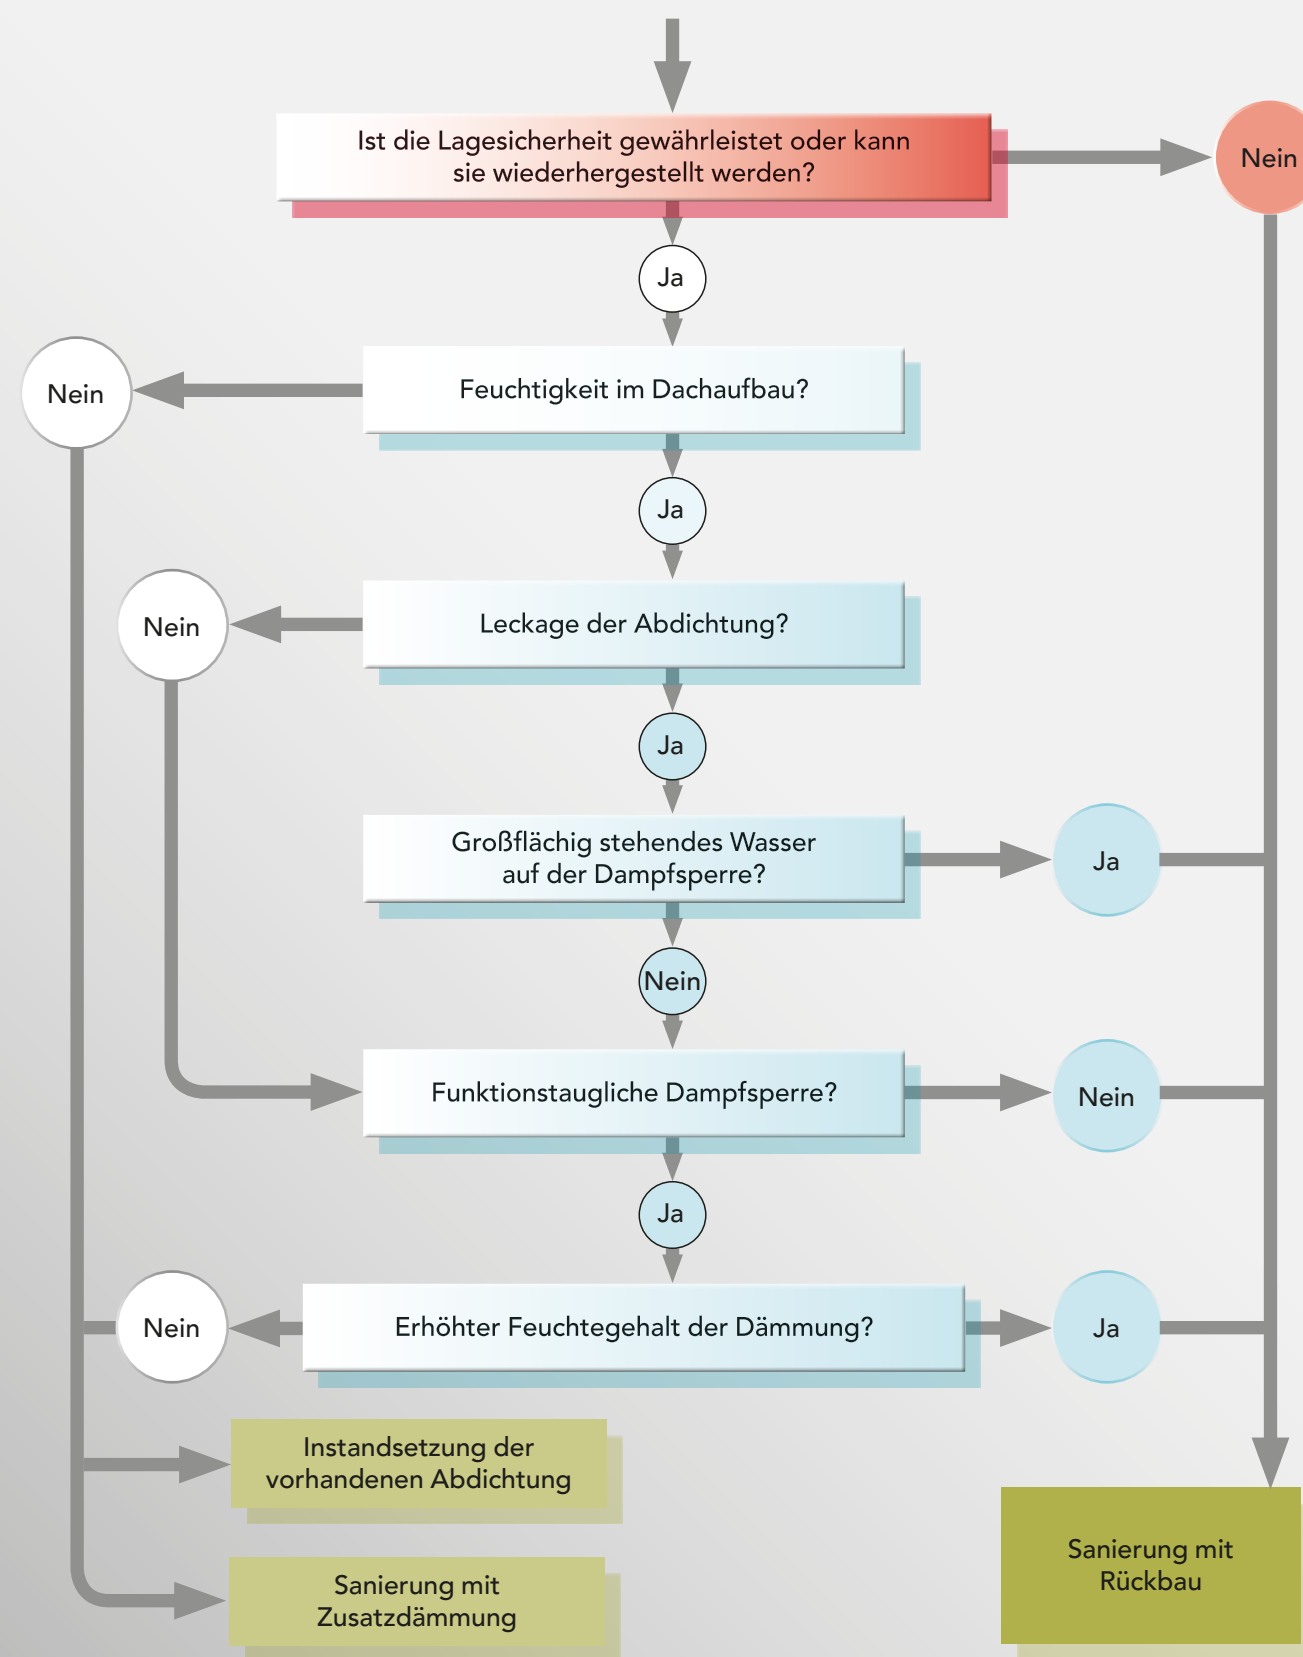 Ist die Lagesicherheit gewährleistet oder kann
sie wiederhergestellt werden?
Nein
Ja
Feuchtigkeit im Dachaufbau?
Nein
Ja
Leckage der Abdichtung?
Nein
Ja
Großflächig stehendes Wasser
auf der Dampfsperre?
Ja
Nein
Funktionstaugliche Dampfsperre?
Nein
Ja
Erhöhter Feuchtegehalt der Dämmung?
Nein
Ja
Instandsetzung der
vorhandenen Abdichtung
Sanierung mit
Zusatzdämmung
Sanierung mit
Rückbau